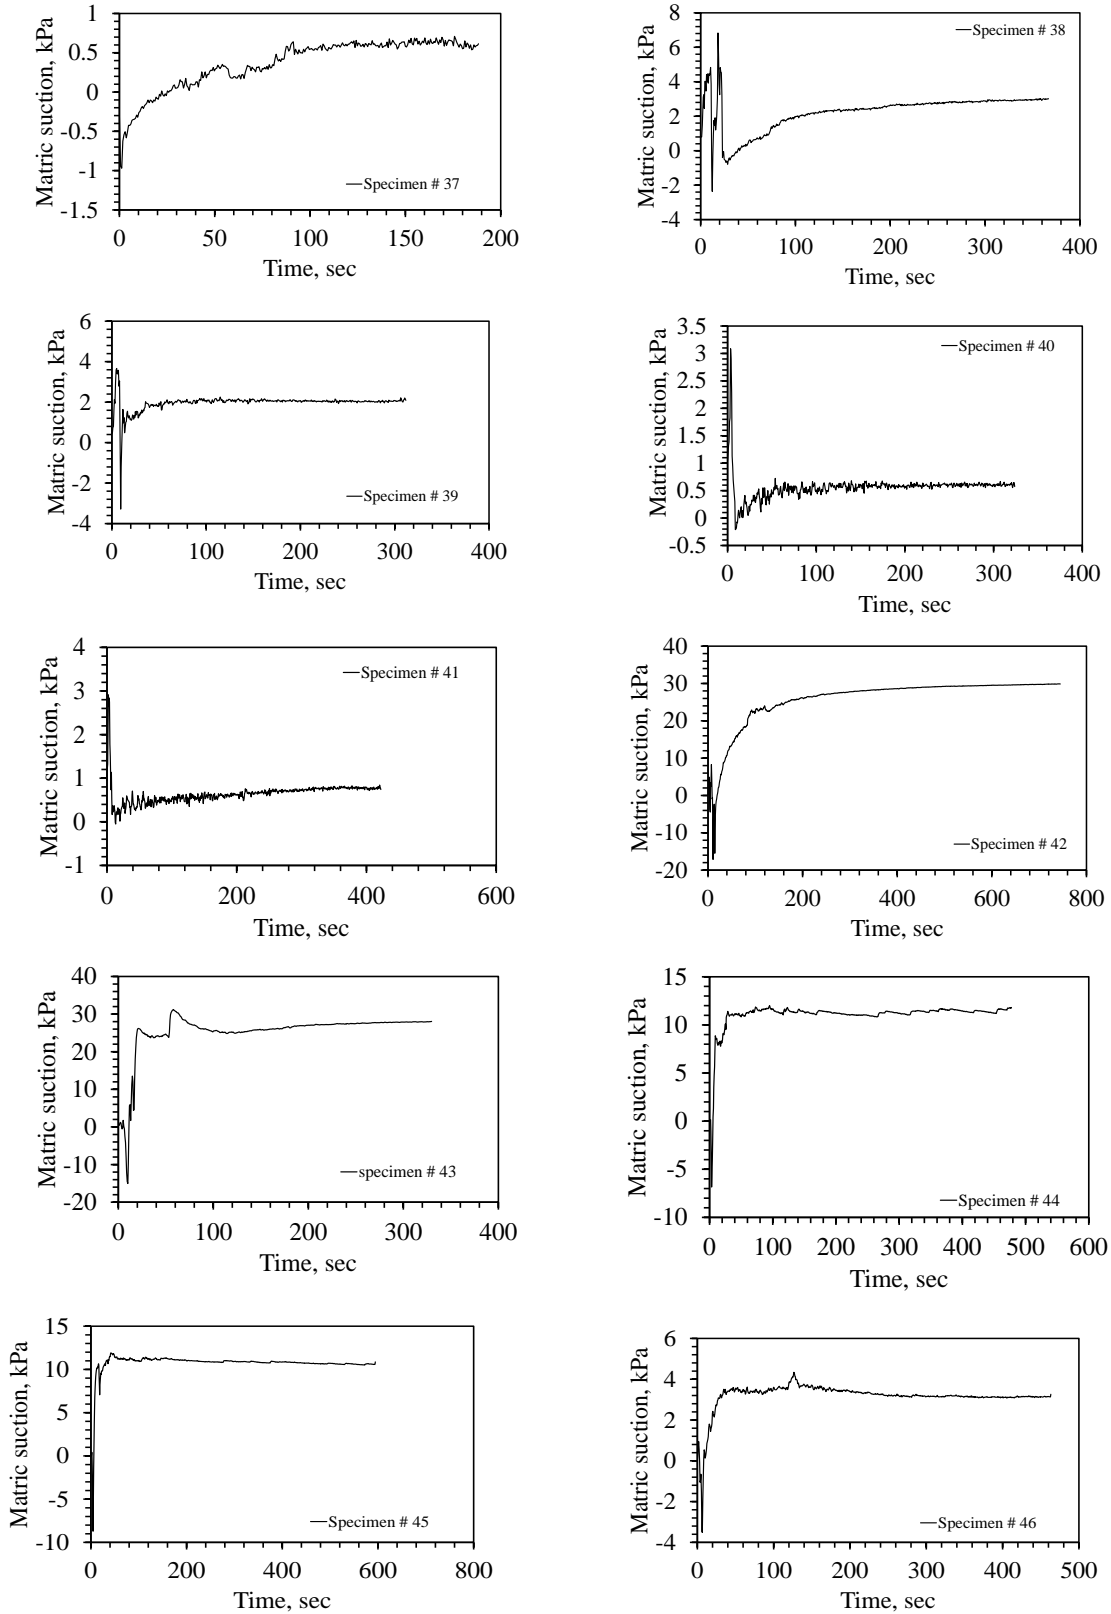 Matric suction, kPa
1
0.5
0
-0.5
-1
-1.5
Specimen # 37
0 50 100 150 200
Time, sec
Matric suction, kPa
8
6
4
2
0
-2
-4
Specimen # 38
0 100 200 300 400
Time, sec
Matric suction, kPa
6
4
2
0
-2
-4
Specimen # 39
0 100 200 300 400
Time, sec
Matric suction, kPa
3.5
3
2.5
2
1.5
1
0.5
0
-0.5
Specimen # 40
0 100 200 300 400
Time, sec
Matric suction, kPa
4
3
2
1
0
-1
Specimen # 41
0 200 400 600
Time, sec
Matric suction, kPa
40
30
20
10
0
-10
-20
Specimen # 42
0 200 400 600 800
Time, sec
Matric suction, kPa
40
30
20
10
0
-10
-20
specimen # 43
0 100 200 300 400
Time, sec
Matric suction, kPa
15
10
5
0
-5
-10
Specimen # 44
0 100 200 300 400 500 600
Time, sec
Matric suction, kPa
15
10
5
0
-5
-10
Specimen # 45
0 200 400 600 800
Time, sec
Matric suction, kPa
6
4
2
0
-2
-4
Specimen # 46
0 100 200 300 400 500
Time, sec